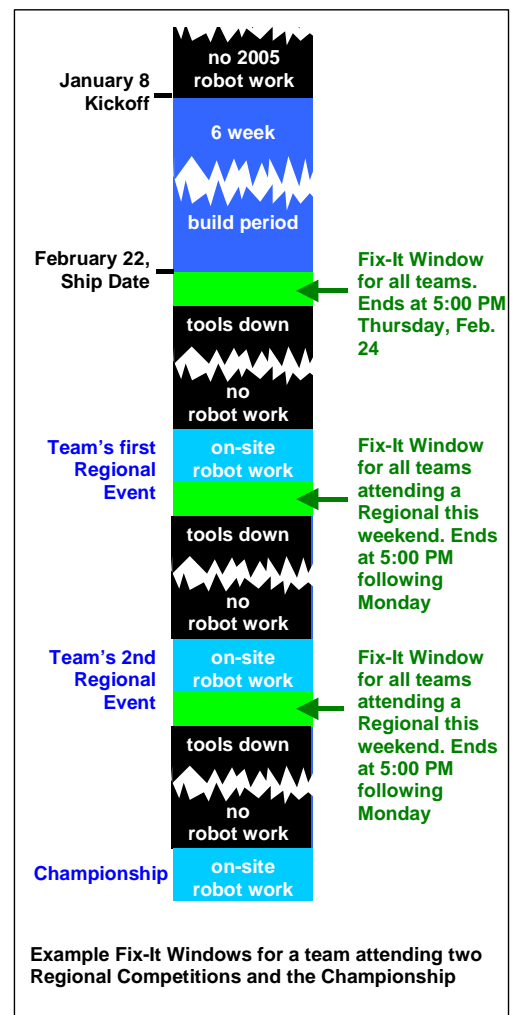 no 2005
robot work
January 8
Kickoff
6 week
build period
February 22,
Ship Date
Fix-It Window
for all teams.
Ends at 5:00 PM
Thursday, Feb.
24
tools down
no
robot work
Team's first
Regional
Event
on-site
robot work
Fix-It Window
for all teams
attending a
Regional this
weekend. Ends
at 5:00 PM
following
Monday
tools down
no
robot work
Team's 2nd
Regional
Event
on-site
robot work
Fix-It Window
for all teams
attending a
Regional this
weekend. Ends
at 5:00 PM
following
Monday
tools down
no
robot work
Championship
on-site
robot work
Example Fix-It Windows for a team attending two
Regional Competitions and the Championship